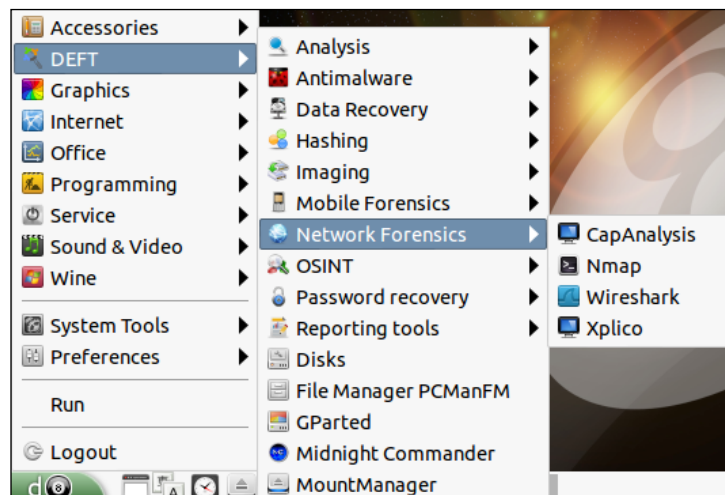 Accessories
DEFT
Graphics
Internet
Office
Programming
Service
Sound & Video
Wine
System Tools
Preferences
Run
Logout
Analysis
Antimalware
Data Recovery
Hashing
Imaging
Mobile Forensics
Network Forensics
OSINT
Password recovery
Reporting tools
Disks
File Manager PCManFM
GParted
Midnight Commander
MountManager
CapAnalysis
Nmap
Wireshark
Xplico
d8